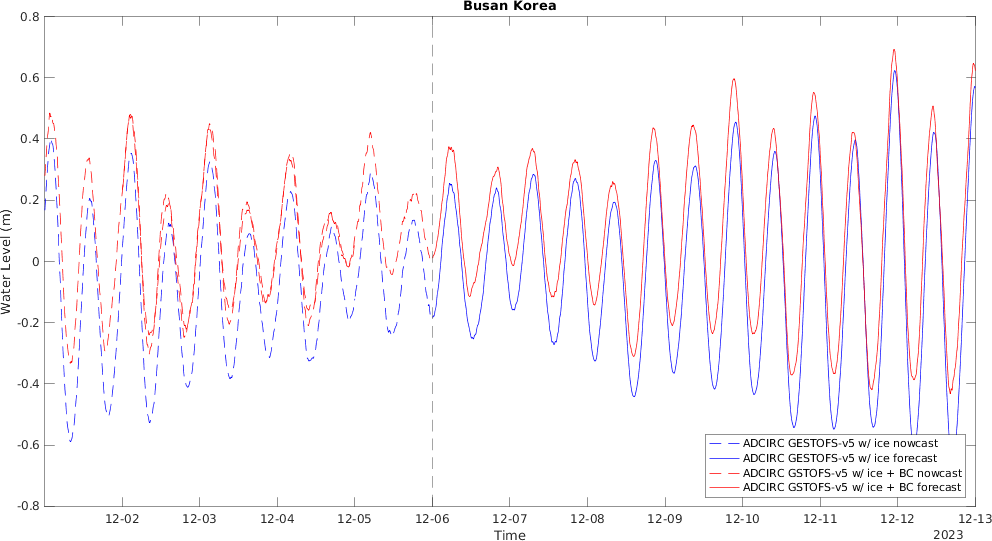 Busan Korea
0.8
0.6
0.4
0.2
0
-0.2
-0.4
-0.6
-0.8
Water Level (m)
ADCIRC GESTOFS-v5 w/ ice nowcast
ADCIRC GESTOFS-v5 w/ ice forecast
ADCIRC GSTOFS-v5 w/ ice + BC nowcast
ADCIRC GSTOFS-v5 w/ ice + BC forecast
12-02 12-03 12-04 12-05 12-06 12-07 12-08 12-09 12-10 12-11 12-12 12-13
Time
2023